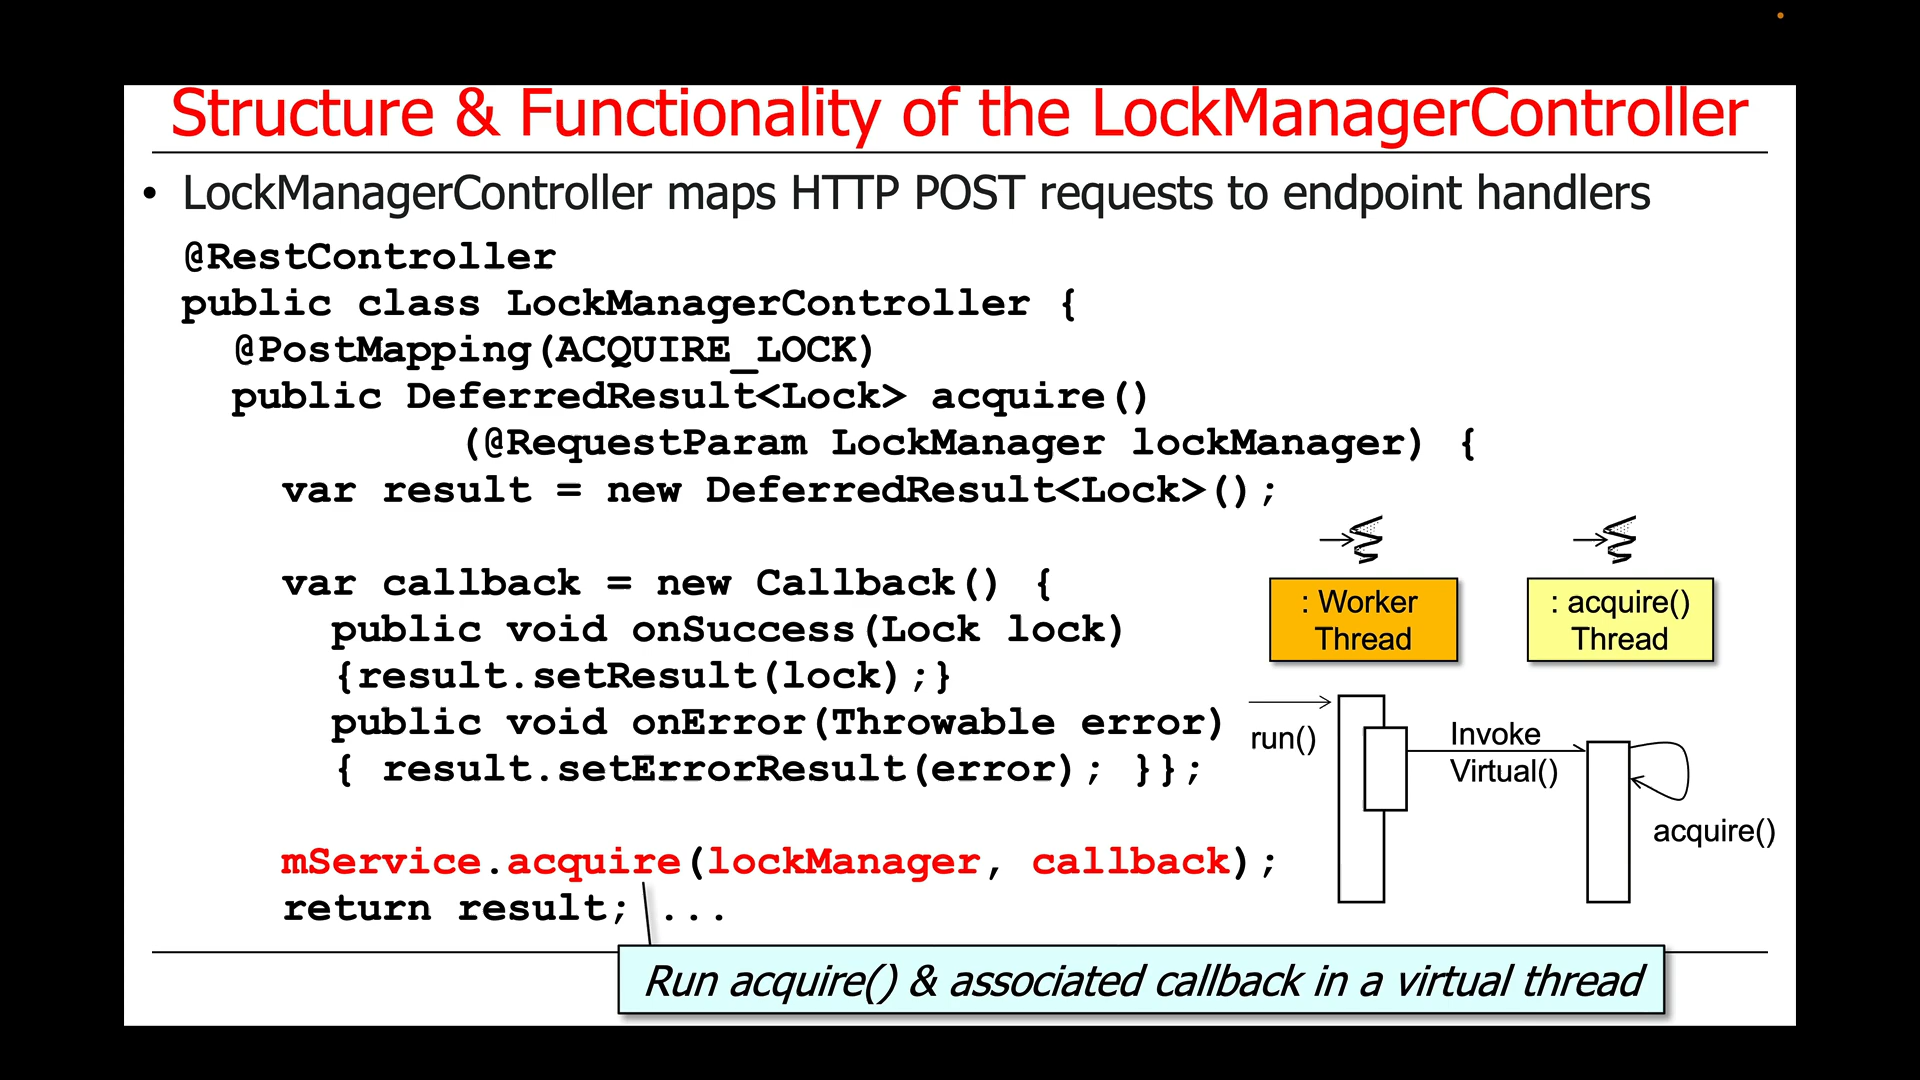 Structure & Functionality of the LockManagerController
• LockManagerController maps HTTP POST requests to endpoint handlers
@RestController
public class LockManagerController {
@PostMapping(ACQUIRE_LOCK)
public DeferredResult<Lock> acquire()
(@RequestParam LockManager lockManager) {
var result = new DeferredResult<Lock>();
var callback = new Callback() {
public void onSuccess(Lock lock)
{result.setResult(lock);}
public void onError(Throwable error)
{ result.setErrorResult(error); }};
mService.acquire(lockManager, callback);
return result; ...
: Worker
Thread
: acquire()
Thread
run()
Invoke
Virtual()
acquire()
Run acquire() & associated callback in a virtual thread